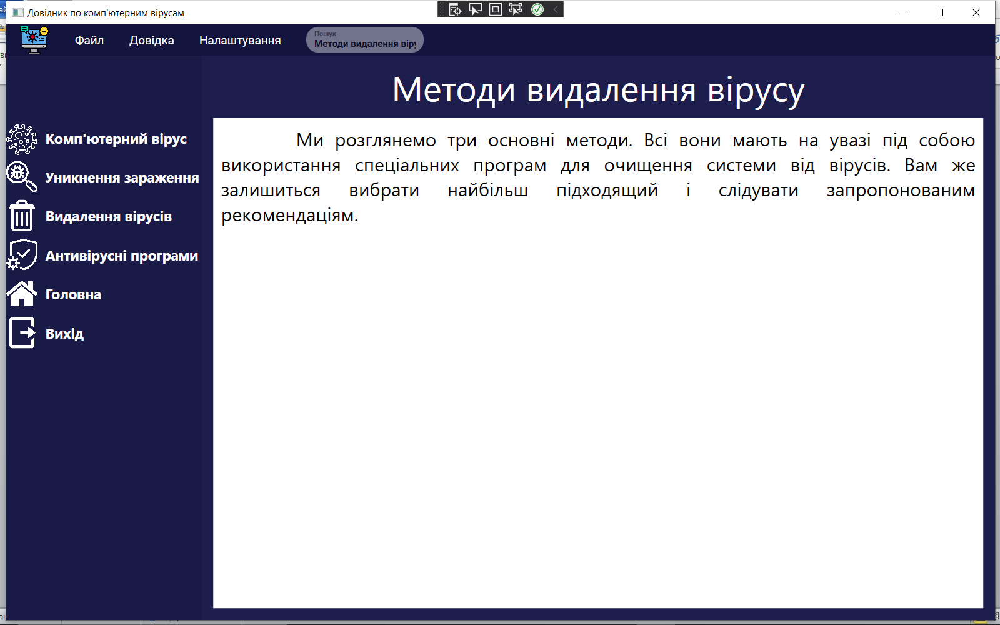 Довідник по комп'ютерним вірусам
Файл
Довідка
Налаштування
Пошук
Методи видалення віру
Методи видалення вірусу
Комп'ютерний вірус
Уникнення зараження
Видалення вірусів
Антивірусні програми
Головна
Вихід
Ми розглянемо три основні методи. Всі вони мають на увазі під собою
використання спеціальних програм для очищення системи від вірусів. Вам же
залишиться вибрати найбільш підходящий і слідувати запропонованим
рекомендаціям.